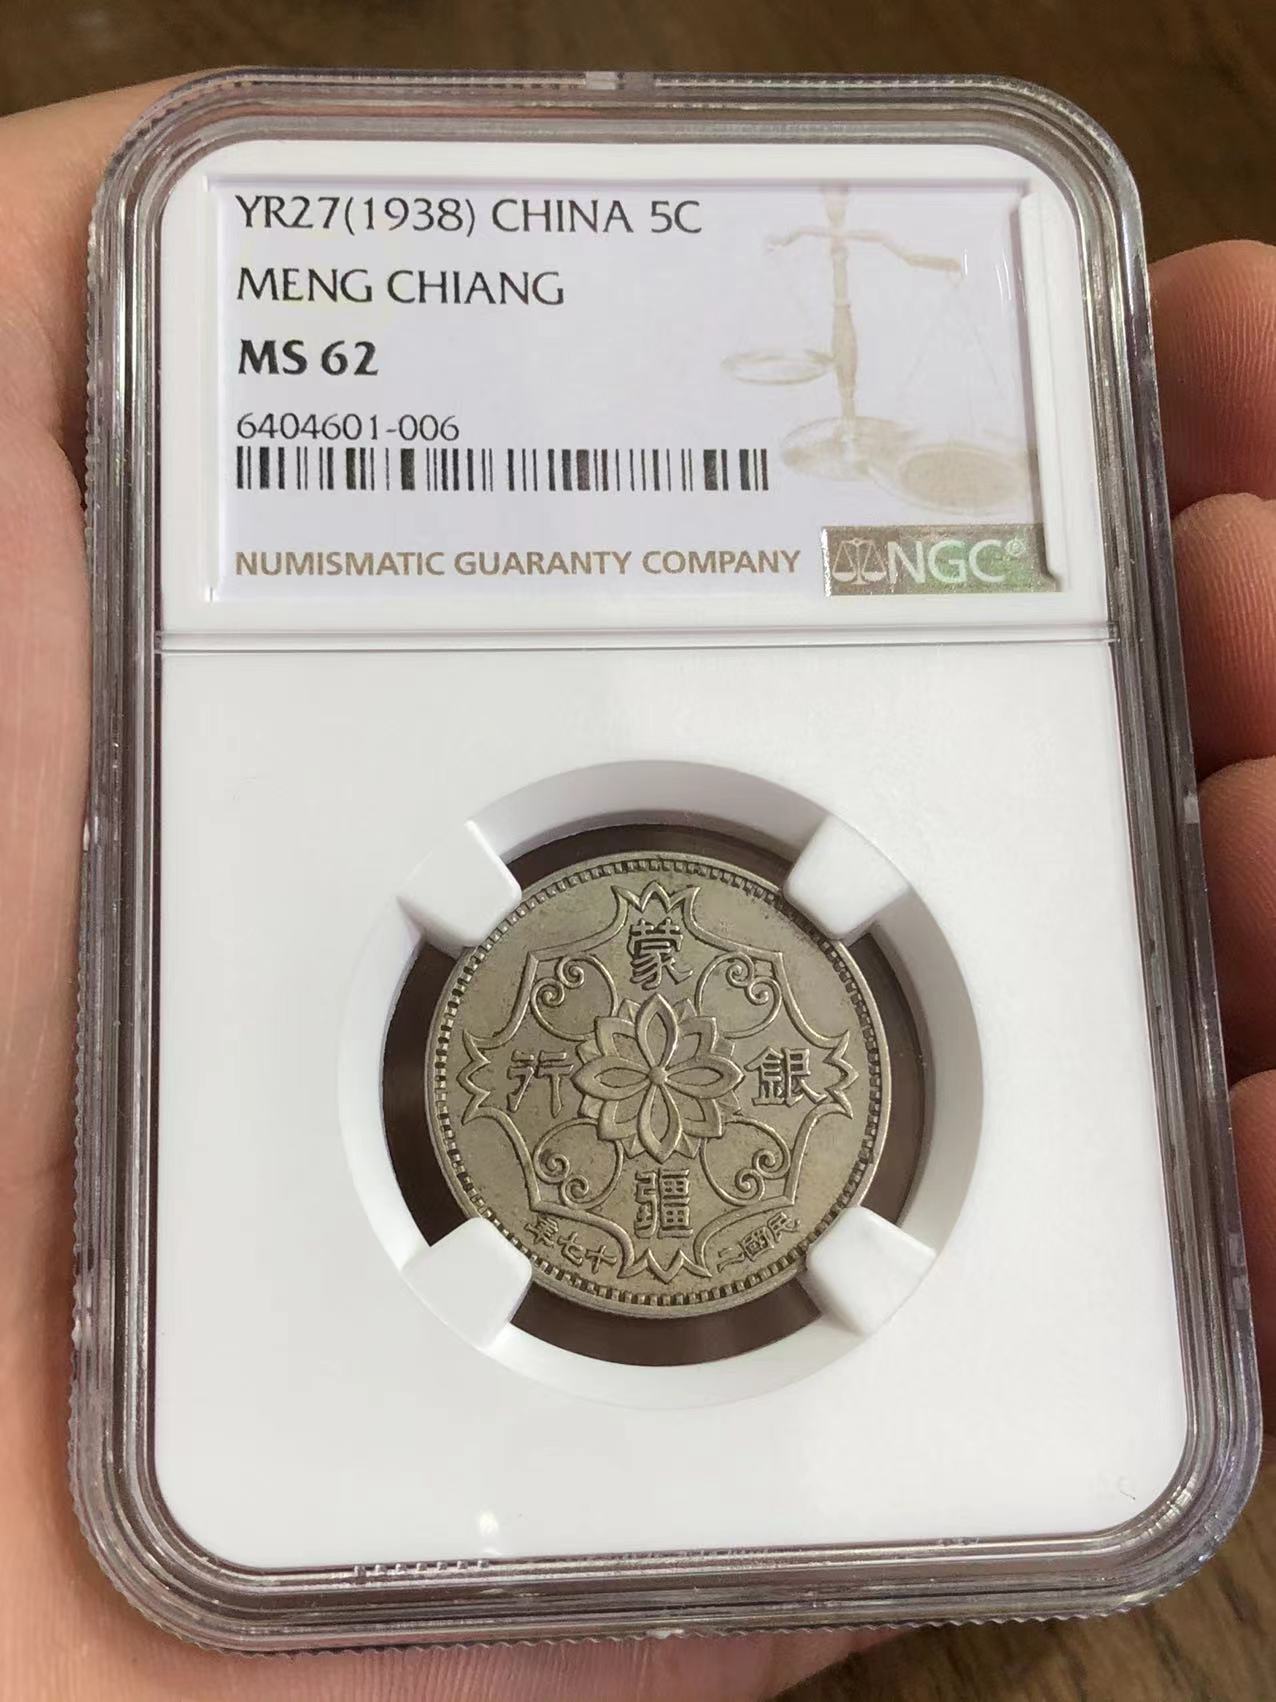 YR27(1938) CHINA 5C
MENG CHIANG
MS 62
6404601-006
NUMISMATIC GUARANTY COMPANY
NGC®
蒙
行
銀
疆
民國二十七年